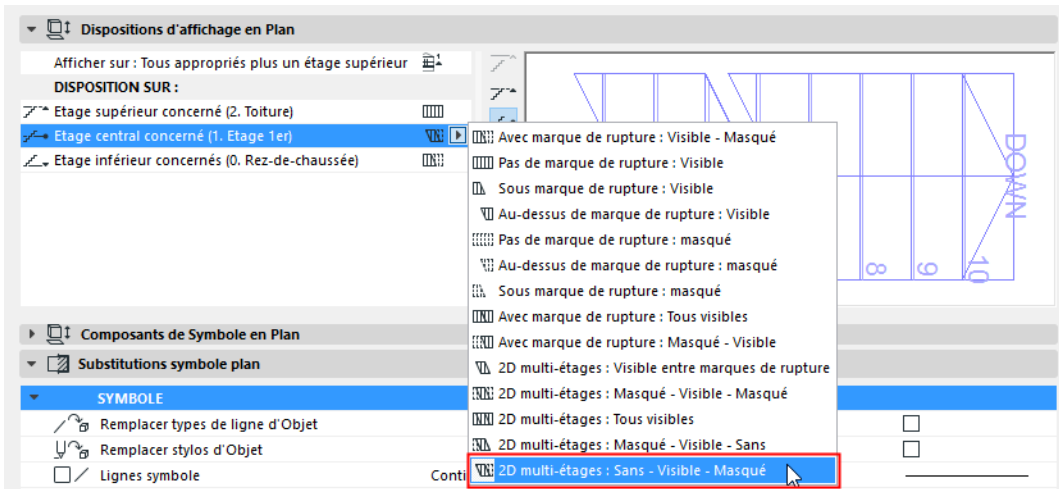 Dispositions d'affichage en Plan
Afficher sur : Tous appropriés plus un étage supérieur
DISPOSITION SUR :
Etage supérieur concerné (2. Toiture)
Etage central concerné (1. Etage 1er)
Etage inférieur concernés (0. Rez-de-chaussée)
Avec marque de rupture : Visible - Masqué
Pas de marque de rupture : Visible
Sous marque de rupture : Visible
Au-dessus de marque de rupture : Visible
Pas de marque de rupture : masqué
Au-dessus de marque de rupture : masqué
Sous marque de rupture : masqué
Avec marque de rupture : Tous visibles
Avec marque de rupture : Masqué - Visible
2D multi-étages : Visible entre marques de rupture
2D multi-étages : Masqué - Visible - Masqué
2D multi-étages : Tous visibles
2D multi-étages : Masqué - Visible - Sans
2D multi-étages : Sans - Visible - Masqué
DOWN
8
9
10
Composants de Symbole en Plan
Substitutions symbole plan
SYMBOLE
Remplacer types de ligne d'Objet
Remplacer stylos d'Objet
Lignes symbole Conti